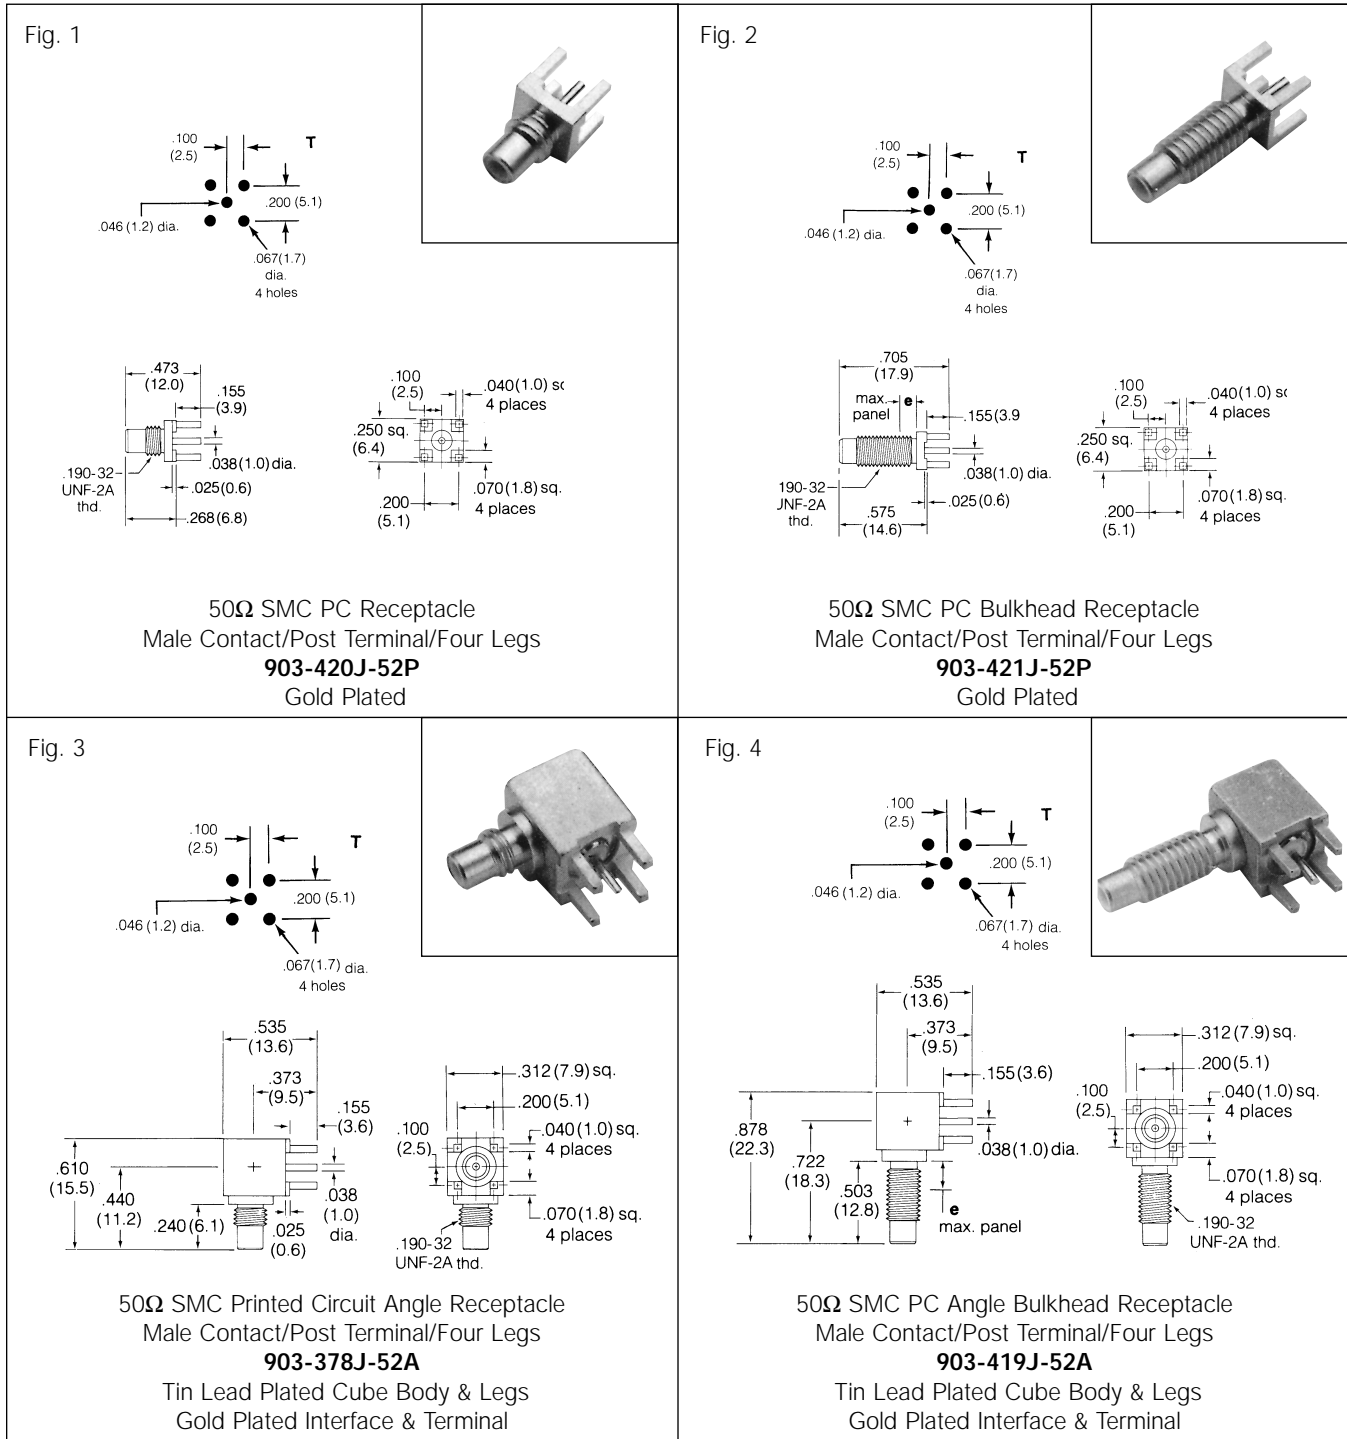 Fig. 1
.100
(2.5)
T
.200 (5.1)
.046 (1.2) dia.
.067(1.7)
dia.
4 holes
.473
(12.0)
.155
(3.9)
.038(1.0) dia.
.190-32
UNF-2A
thd.
.025(0.6)
.268(6.8)
.100
(2.5)
.040(1.0) sc
4 places
.250 sq.
(6.4)
.070(1.8) sq.
4 places
.200
(5.1)
50Ω SMC PC Receptacle
Male Contact/Post Terminal/Four Legs
903-420J-52P
Gold Plated
Fig. 2
.100
(2.5)
T
.200 (5.1)
.046 (1.2) dia.
.067(1.7)
dia.
4 holes
.705
(17.9)
max.
panel
e
.155(3.9
.038(1.0) dia.
190-32
JNF-2A
thd.
.025(0.6)
.575
(14.6)
.100
(2.5)
.040(1.0) sq
4 places
.250 sq.
(6.4)
.070(1.8) sq.
4 places
.200
(5.1)
50Ω SMC PC Bulkhead Receptacle
Male Contact/Post Terminal/Four Legs
903-421J-52P
Gold Plated
Fig. 3
.100
(2.5)
T
.200 (5.1)
.046 (1.2) dia.
.067(1.7) dia.
4 holes
.535
(13.6)
.373
(9.5)
.155
(3.6)
.610
(15.5)
.440
(11.2)
.240(6.1)
.025
(0.6)
.038
(1.0)
dia.
.312(7.9) sq.
.200(5.1)
.100
(2.5)
.040(1.0) sq.
4 places
.070(1.8) sq.
4 places
.190-32
UNF-2A thd.
50Ω SMC Printed Circuit Angle Receptacle
Male Contact/Post Terminal/Four Legs
903-378J-52A
Tin Lead Plated Cube Body & Legs
Gold Plated Interface & Terminal
Fig. 4
.100
(2.5)
T
.200 (5.1)
.046 (1.2) dia.
.067(1.7) dia.
4 holes
.535
(13.6)
.373
(9.5)
.155(3.6)
.878
(22.3)
.722
(18.3)
.503
(12.8)
.038(1.0) dia.
e
max. panel
.312(7.9) sq.
.200(5.1)
.100
(2.5)
.040(1.0) sq.
4 places
.070(1.8) sq.
4 places
.190-32
UNF-2A thd.
50Ω SMC PC Angle Bulkhead Receptacle
Male Contact/Post Terminal/Four Legs
903-419J-52A
Tin Lead Plated Cube Body & Legs
Gold Plated Interface & Terminal